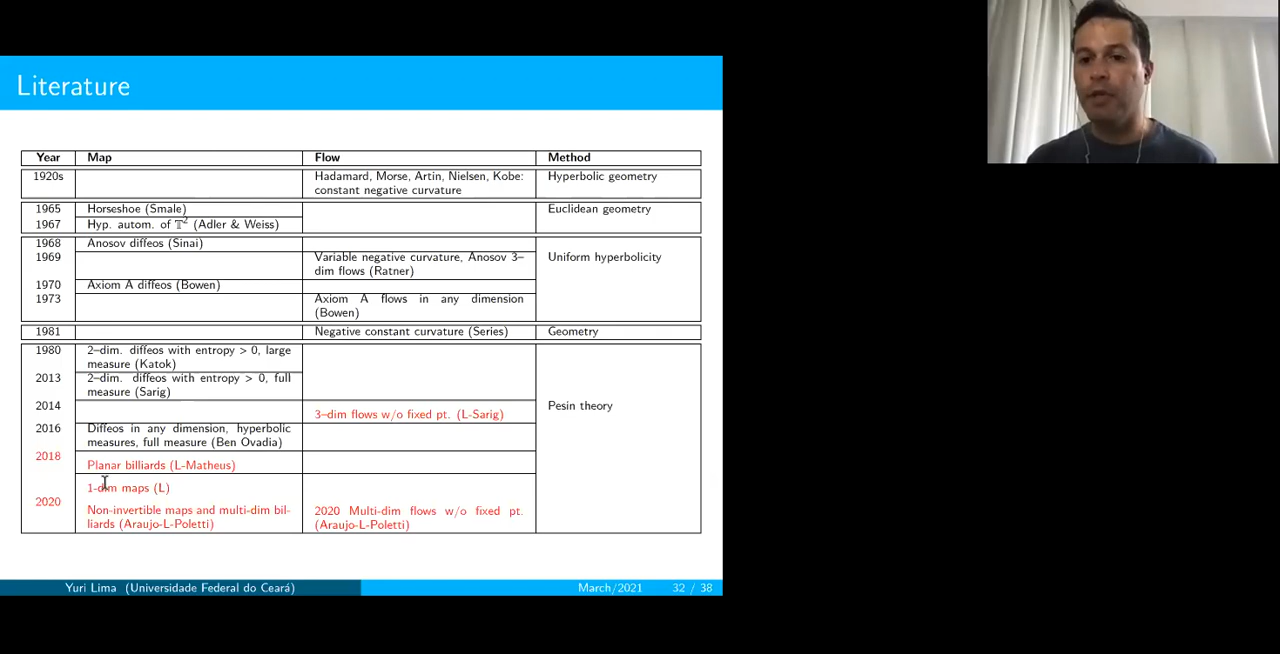 Literature
Year Map Flow Method
1920s Hadamard, Morse, Artin, Nielsen, Kobe: Hyperbolic geometry
constant negative curvature
1965 Horseshoe (Smale) Euclidean geometry
1967 Hyp. autom. of 𝕋² (Adler & Weiss)
1968 Anosov diffeos (Sinai)
1969 Variable negative curvature, Anosov 3– Uniform hyperbolicity
dim flows (Ratner)
1970 Axiom A diffeos (Bowen)
1973 Axiom A flows in any dimension
(Bowen)
1981 Negative constant curvature (Series) Geometry
1980 2–dim. diffeos with entropy > 0, large
measure (Katok)
2013 2–dim. diffeos with entropy > 0, full
measure (Sarig)
2014 3–dim flows w/o fixed pt. (L-Sarig) Pesin theory
2016 Diffeos in any dimension, hyperbolic
measures, full measure (Ben Ovadia)
2018 Planar billiards (L-Matheus)
1-dim maps (L)
2020 Non-invertible maps and multi-dim bil- 2020 Multi-dim flows w/o fixed pt.
liards (Araujo-L-Poletti) (Araujo-L-Poletti)
Yuri Lima (Universidade Federal do Ceará) March/2021 32 / 38